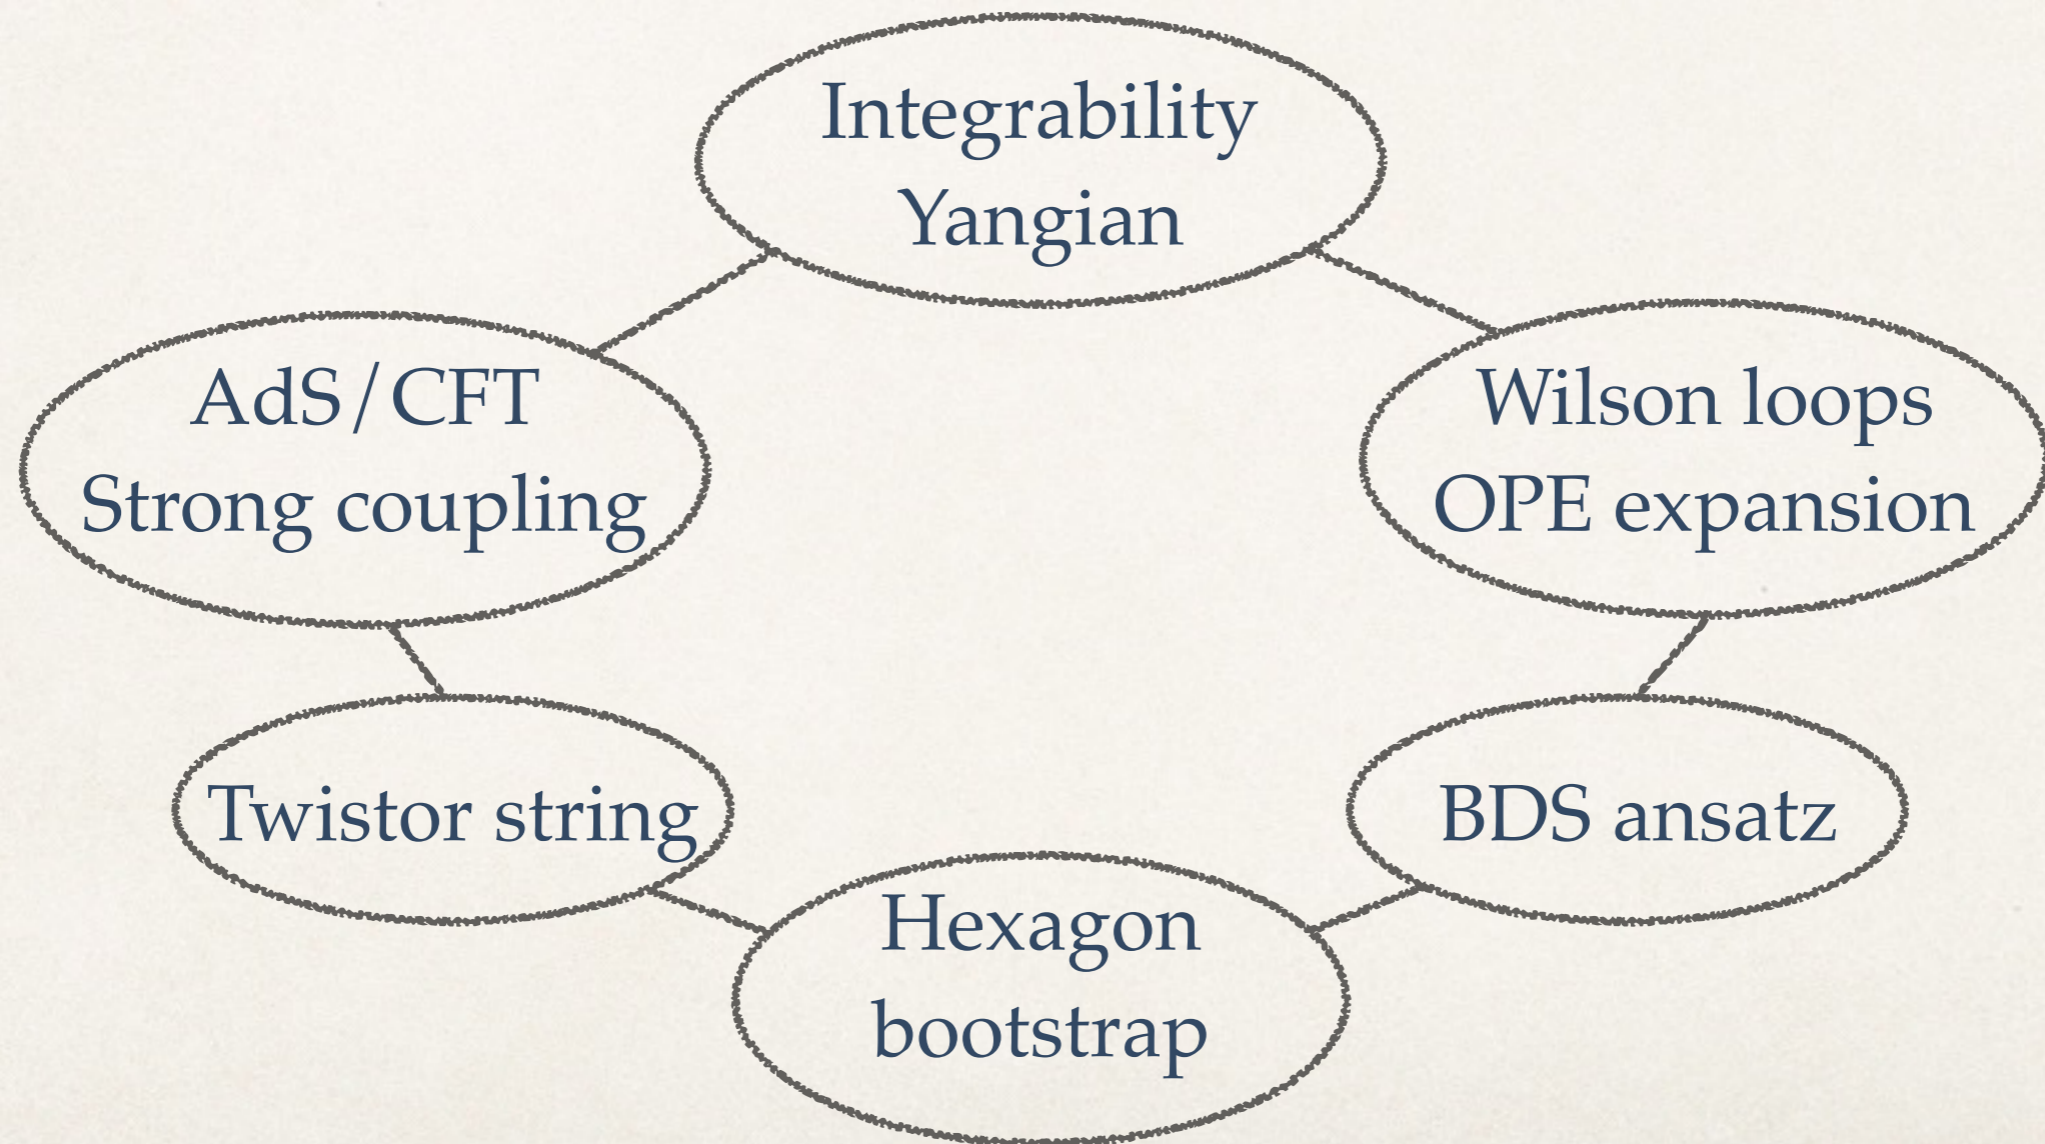 Integrability
Yangian
AdS/CFT
Strong coupling
Wilson loops
OPE expansion
Twistor string
BDS ansatz
Hexagon
bootstrap